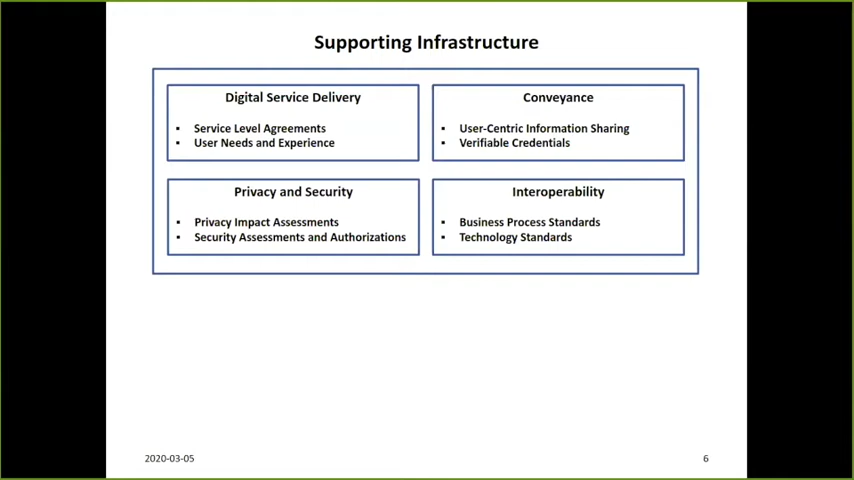 Supporting Infrastructure
Digital Service Delivery
▪ Service Level Agreements
▪ User Needs and Experience
Conveyance
▪ User-Centric Information Sharing
▪ Verifiable Credentials
Privacy and Security
▪ Privacy Impact Assessments
▪ Security Assessments and Authorizations
Interoperability
▪ Business Process Standards
▪ Technology Standards
2020-03-05
6